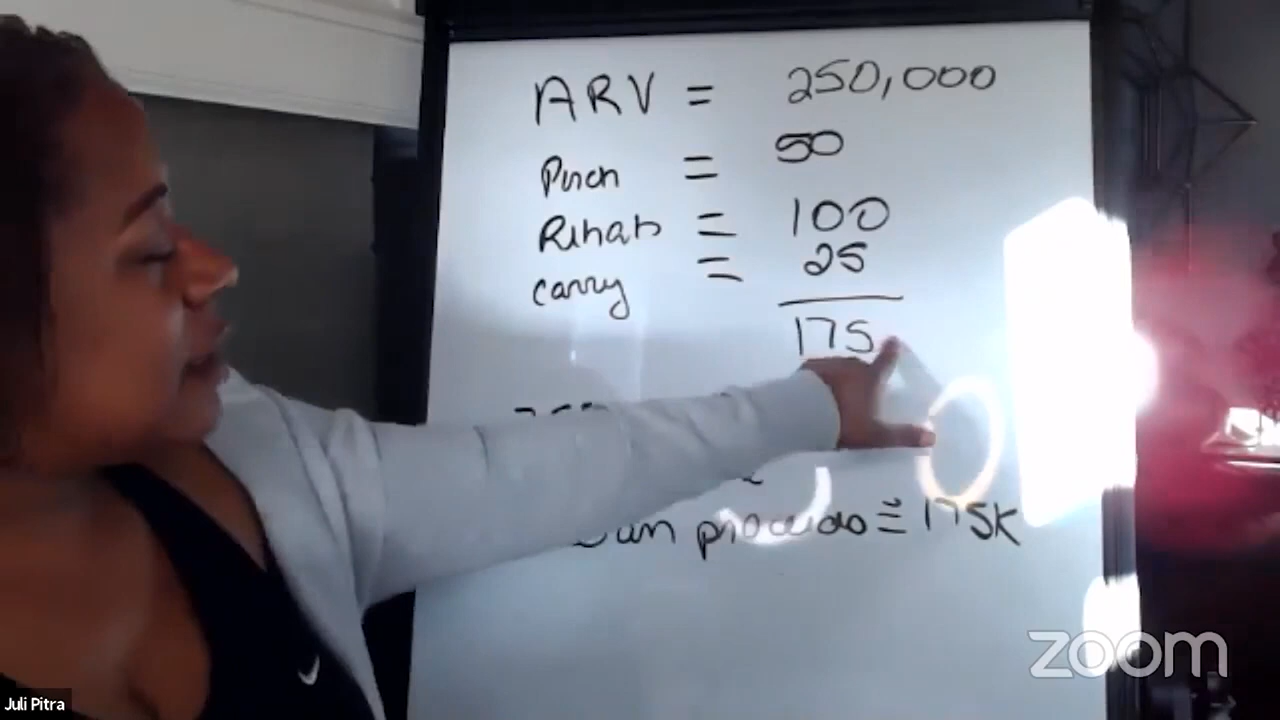 ARV = 250,000
Purch = 50
Rehab = 100
carry = 25
175
proceeds = 175K
zoom
Juli Pitra